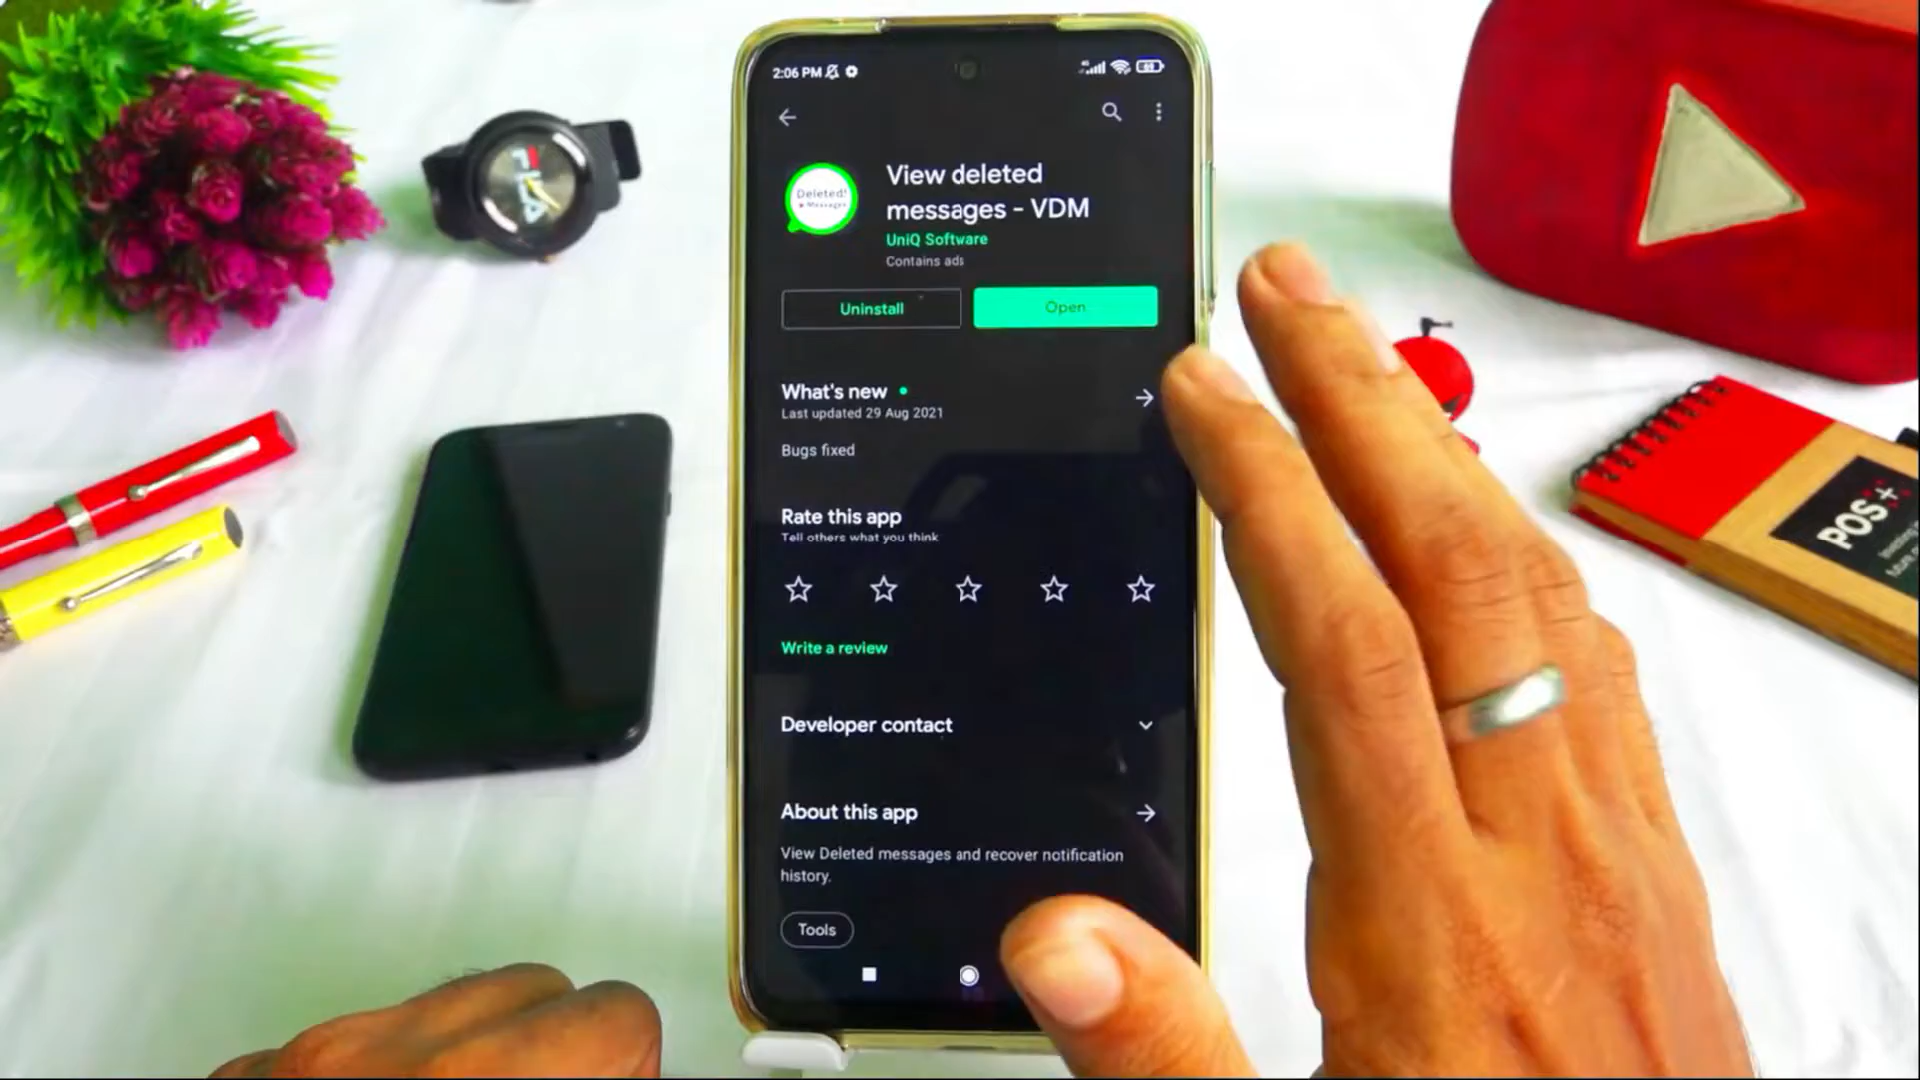 2:06 PM
View deleted
messages - VDM
Deleted!
Messages
UniQ Software
Contains ads
Uninstall
Open
What's new
Last updated 29 Aug 2021
Bugs fixed
Rate this app
Tell others what you think
Write a review
Developer contact
About this app
View Deleted messages and recover notification
history.
Tools
FILA
POS+